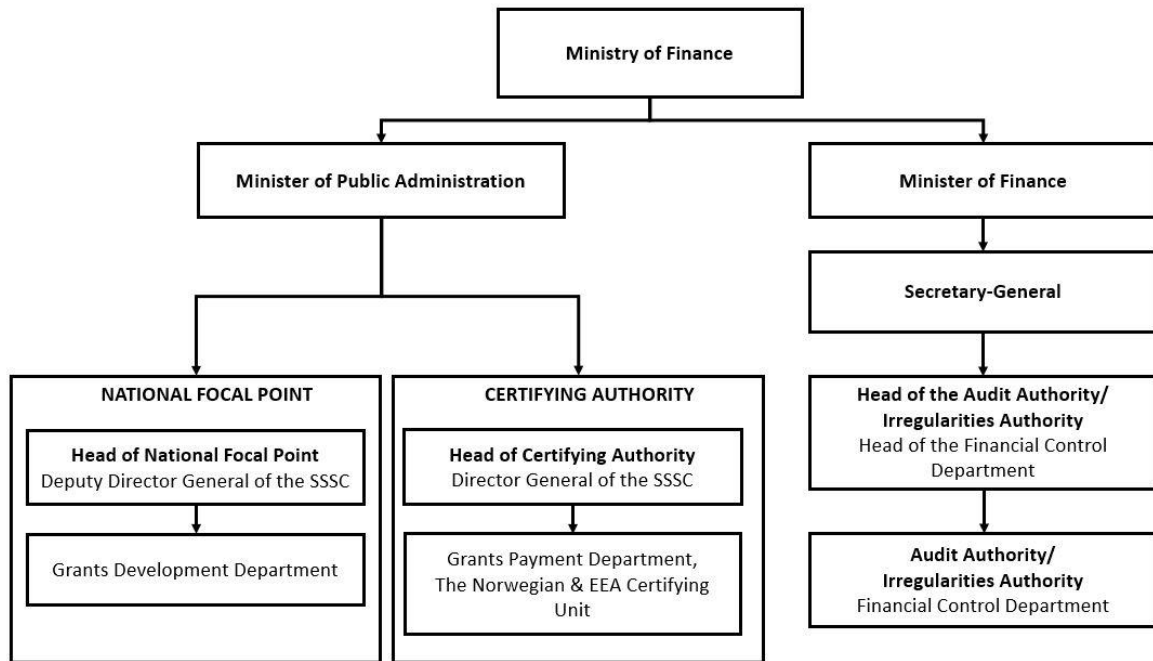 Ministry of Finance
Minister of Public Administration
Minister of Finance
Secretary-General
NATIONAL FOCAL POINT
Head of National Focal Point
Deputy Director General of the SSSC
Grants Development Department
CERTIFYING AUTHORITY
Head of Certifying Authority
Director General of the SSSC
Grants Payment Department,
The Norwegian & EEA Certifying
Unit
Head of the Audit Authority/
Irregularities Authority
Head of the Financial Control
Department
Audit Authority/
Irregularities Authority
Financial Control Department